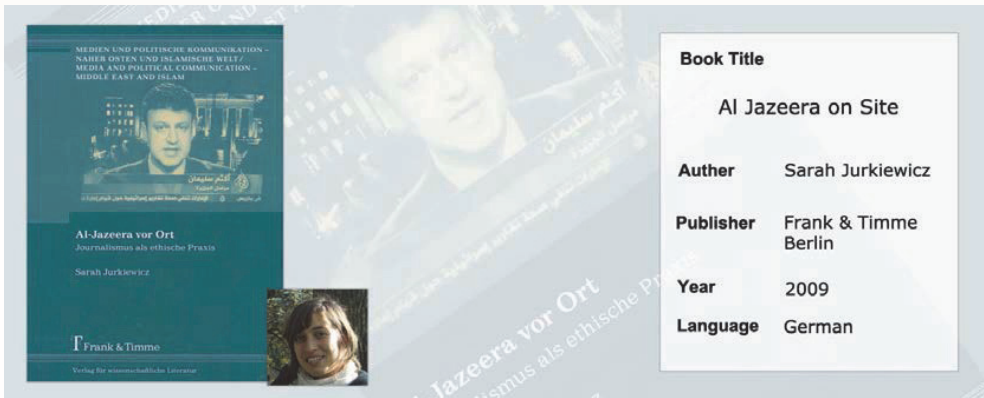 MEDIEN UND POLITISCHE KOMMUNIKATION –
NAHER OSTEN UND ISLAMISCHE WELT /
MEDIA AND POLITICAL COMMUNICATION –
MIDDLE EAST AND ISLAM
أكثم سليمان
مراسل الجزيرة
Al-Jazeera vor Ort
Journalismus als ethische Praxis
Sarah Jurkiewicz
Frank & Timme
Verlag für wissenschaftliche Literatur
Book Title
Al Jazeera on Site
Auther Sarah Jurkiewicz
Publisher Frank & Timme
Berlin
Year 2009
Language German